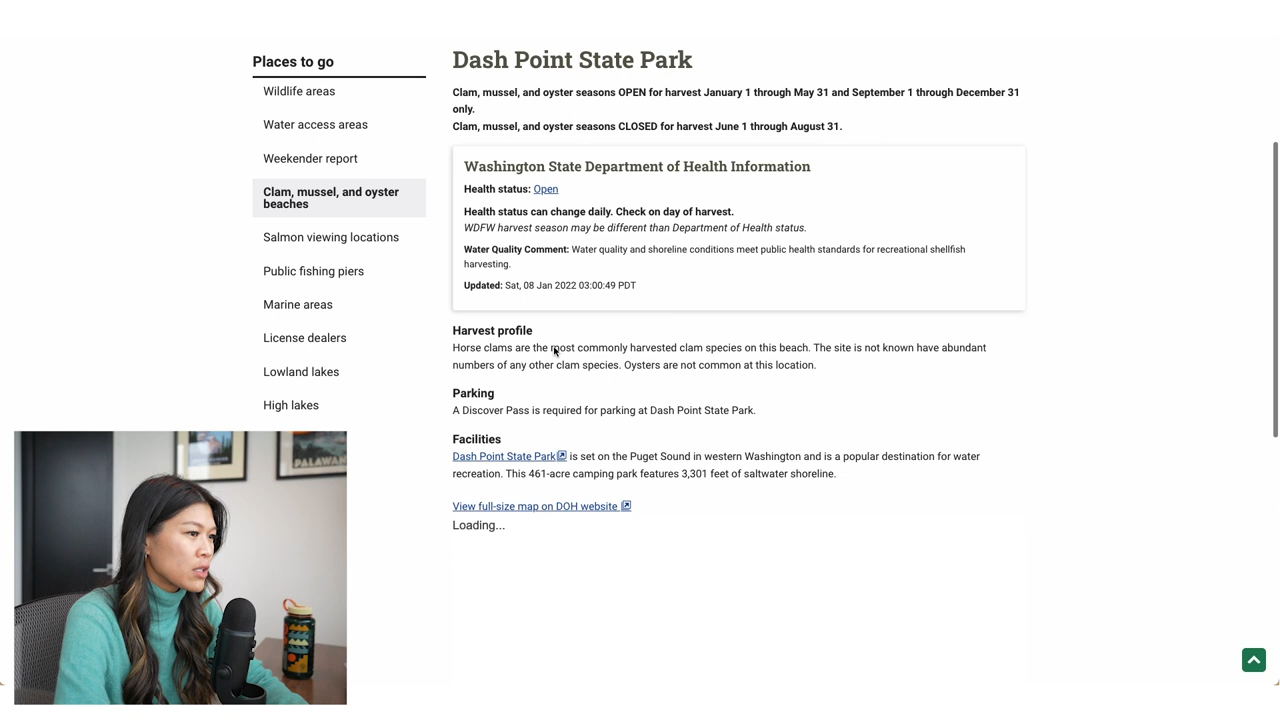 Places to go
Wildlife areas
Water access areas
Weekender report
Clam, mussel, and oyster
beaches
Salmon viewing locations
Public fishing piers
Marine areas
License dealers
Lowland lakes
High lakes
Dash Point State Park
Clam, mussel, and oyster seasons OPEN for harvest January 1 through May 31 and September 1 through December 31
only.
Clam, mussel, and oyster seasons CLOSED for harvest June 1 through August 31.
Washington State Department of Health Information
Health status: Open
Health status can change daily. Check on day of harvest.
WDFW harvest season may be different than Department of Health status.
Water Quality Comment: Water quality and shoreline conditions meet public health standards for recreational shellfish
harvesting.
Updated: Sat, 08 Jan 2022 03:00:49 PDT
Harvest profile
Horse clams are the most commonly harvested clam species on this beach. The site is not known have abundant
numbers of any other clam species. Oysters are not common at this location.
Parking
A Discover Pass is required for parking at Dash Point State Park.
Facilities
Dash Point State Park is set on the Puget Sound in western Washington and is a popular destination for water
recreation. This 461-acre camping park features 3,301 feet of saltwater shoreline.
View full-size map on DOH website
Loading...
PALAWAN